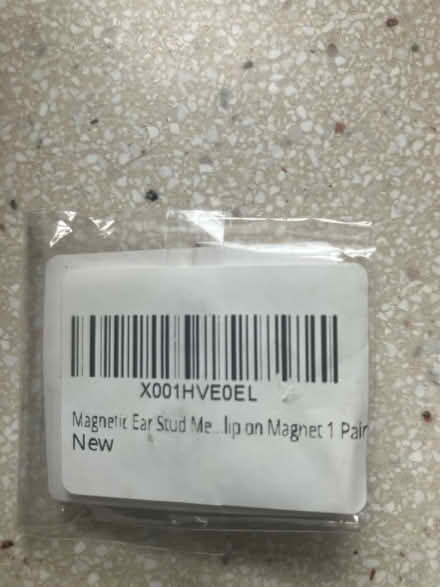 X001HVE0EL
Magnetic Ear Stud Me...lip on Magnet 1 Pair
New